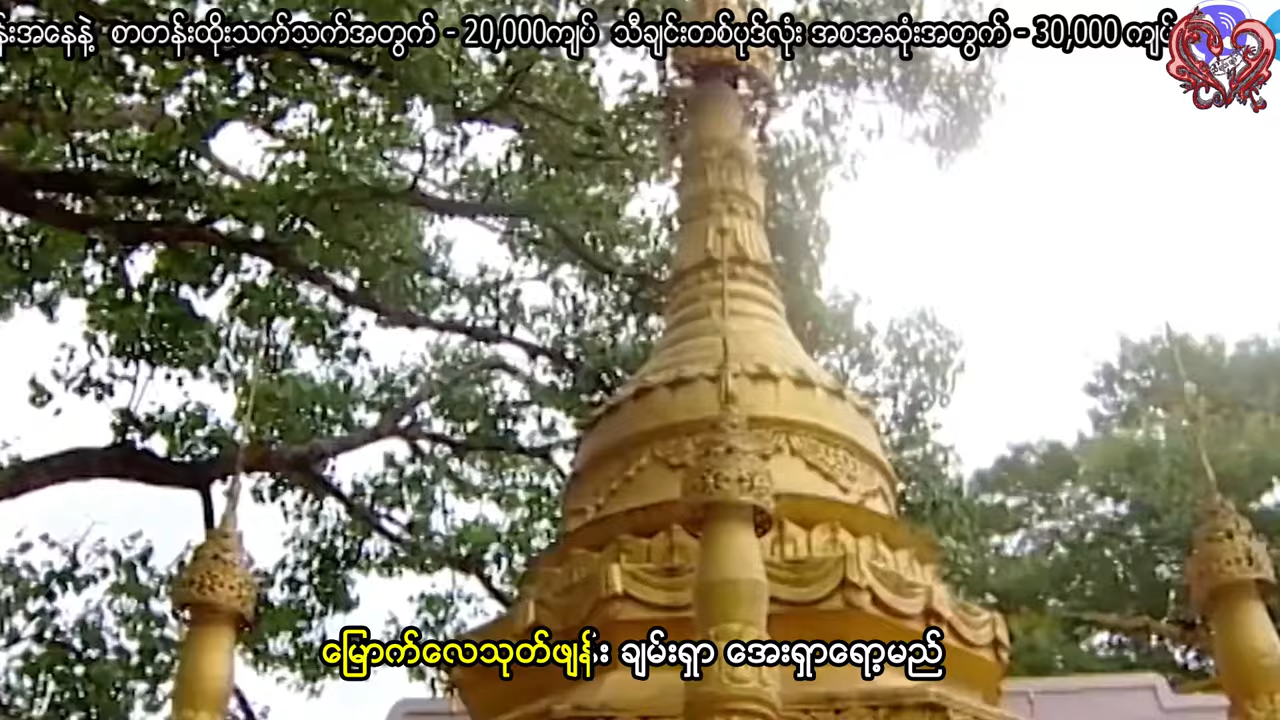 န်းအနေနဲ့ စာတန်းထိုးသက်သက်အတွက် - 20,000ကျပ် သီချင်းတစ်ပုဒ်လုံး အစအဆုံးအတွက် - 30,000 ကျပ်
မြောက်လေသုတ်ဖျန်း ချမ်းရှာ အေးရှာရော့မည်